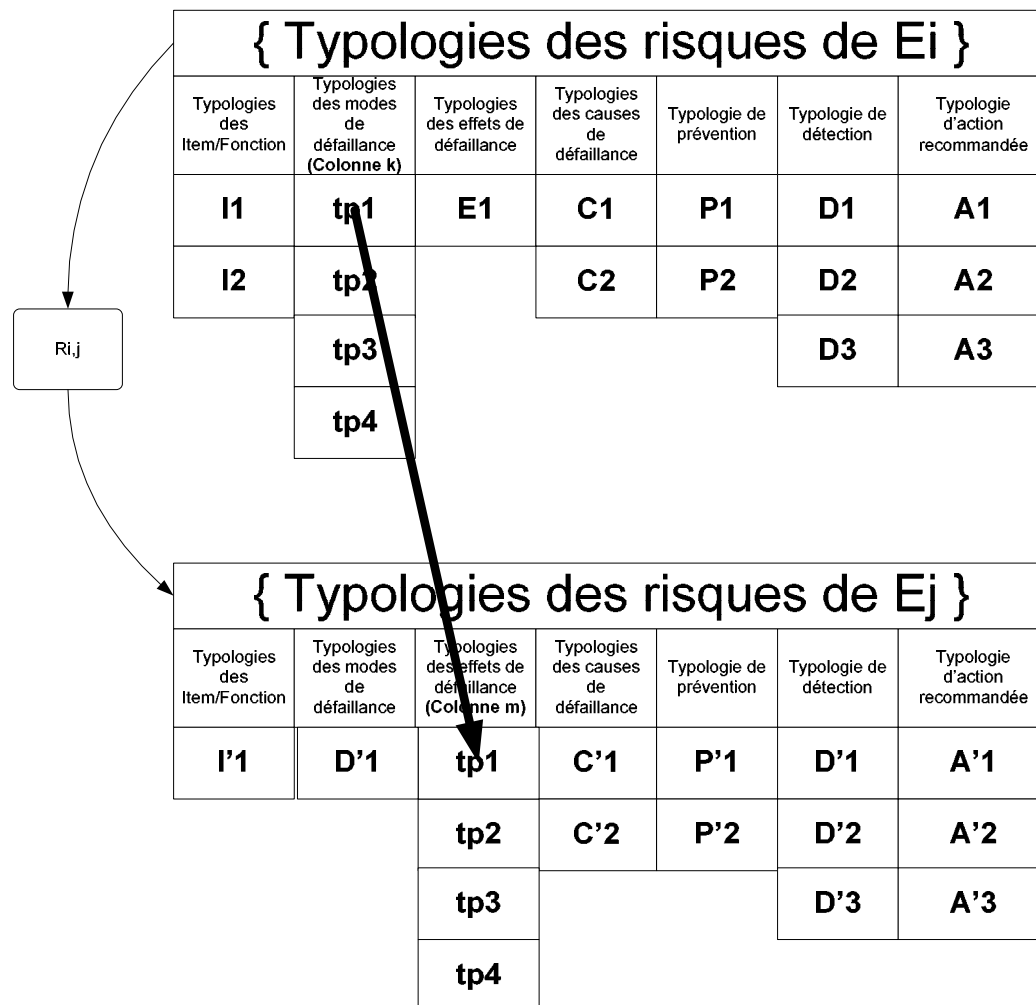 { Typologies des risques de Ei }
Typologies
des
Item/Fonction
Typologies
des modes
de
défaillance
(Colonne k)
Typologies
des effets de
défaillance
Typologies
des causes
de
défaillance
Typologie de
prévention
Typologie de
détection
Typologie
d'action
recommandée
I1 tp1 E1 C1 P1 D1 A1
I2 tp2 C2 P2 D2 A2
tp3 D3 A3
tp4
Ri,j
{ Typologies des risques de Ej }
Typologies
des
Item/Fonction
Typologies
des modes
de
défaillance
Typologies
des effets de
défaillance
(Colonne m)
Typologies
des causes
de
défaillance
Typologie de
prévention
Typologie de
détection
Typologie
d'action
recommandée
I’1 D’1 tp1 C’1 P’1 D’1 A’1
tp2 C’2 P’2 D’2 A’2
tp3 D’3 A’3
tp4